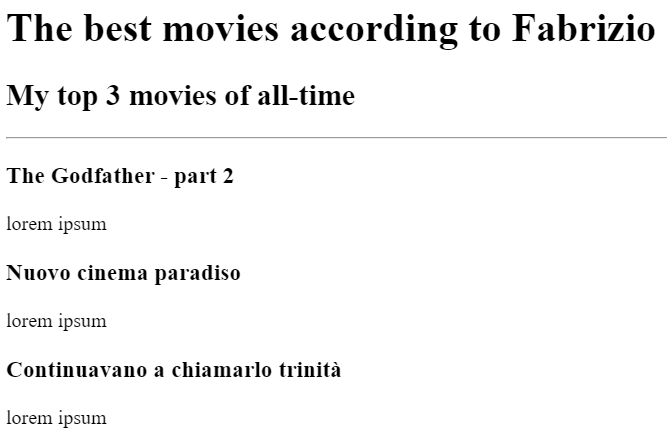 The best movies according to Fabrizio
My top 3 movies of all-time
The Godfather - part 2
lorem ipsum
Nuovo cinema paradiso
lorem ipsum
Continuavano a chiamarlo trinità
lorem ipsum